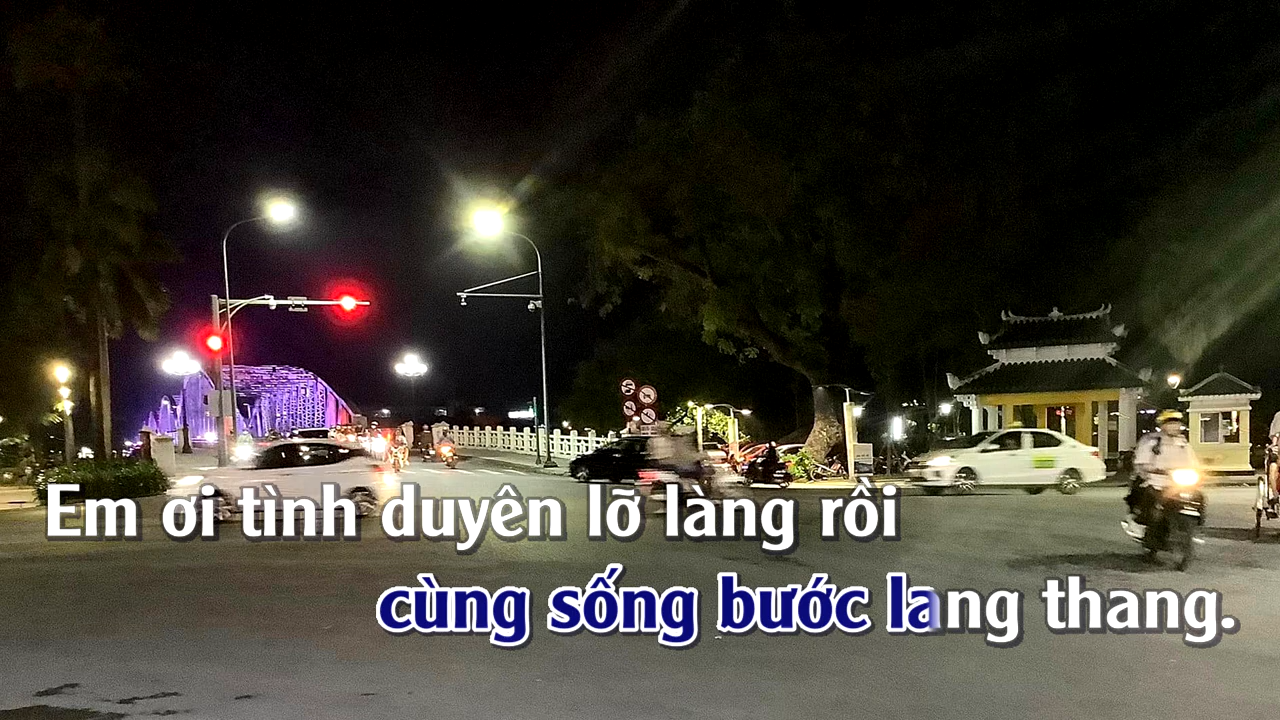 Em ơi tình duyên lỡ làng rồi
cùng sống bước lang thang.